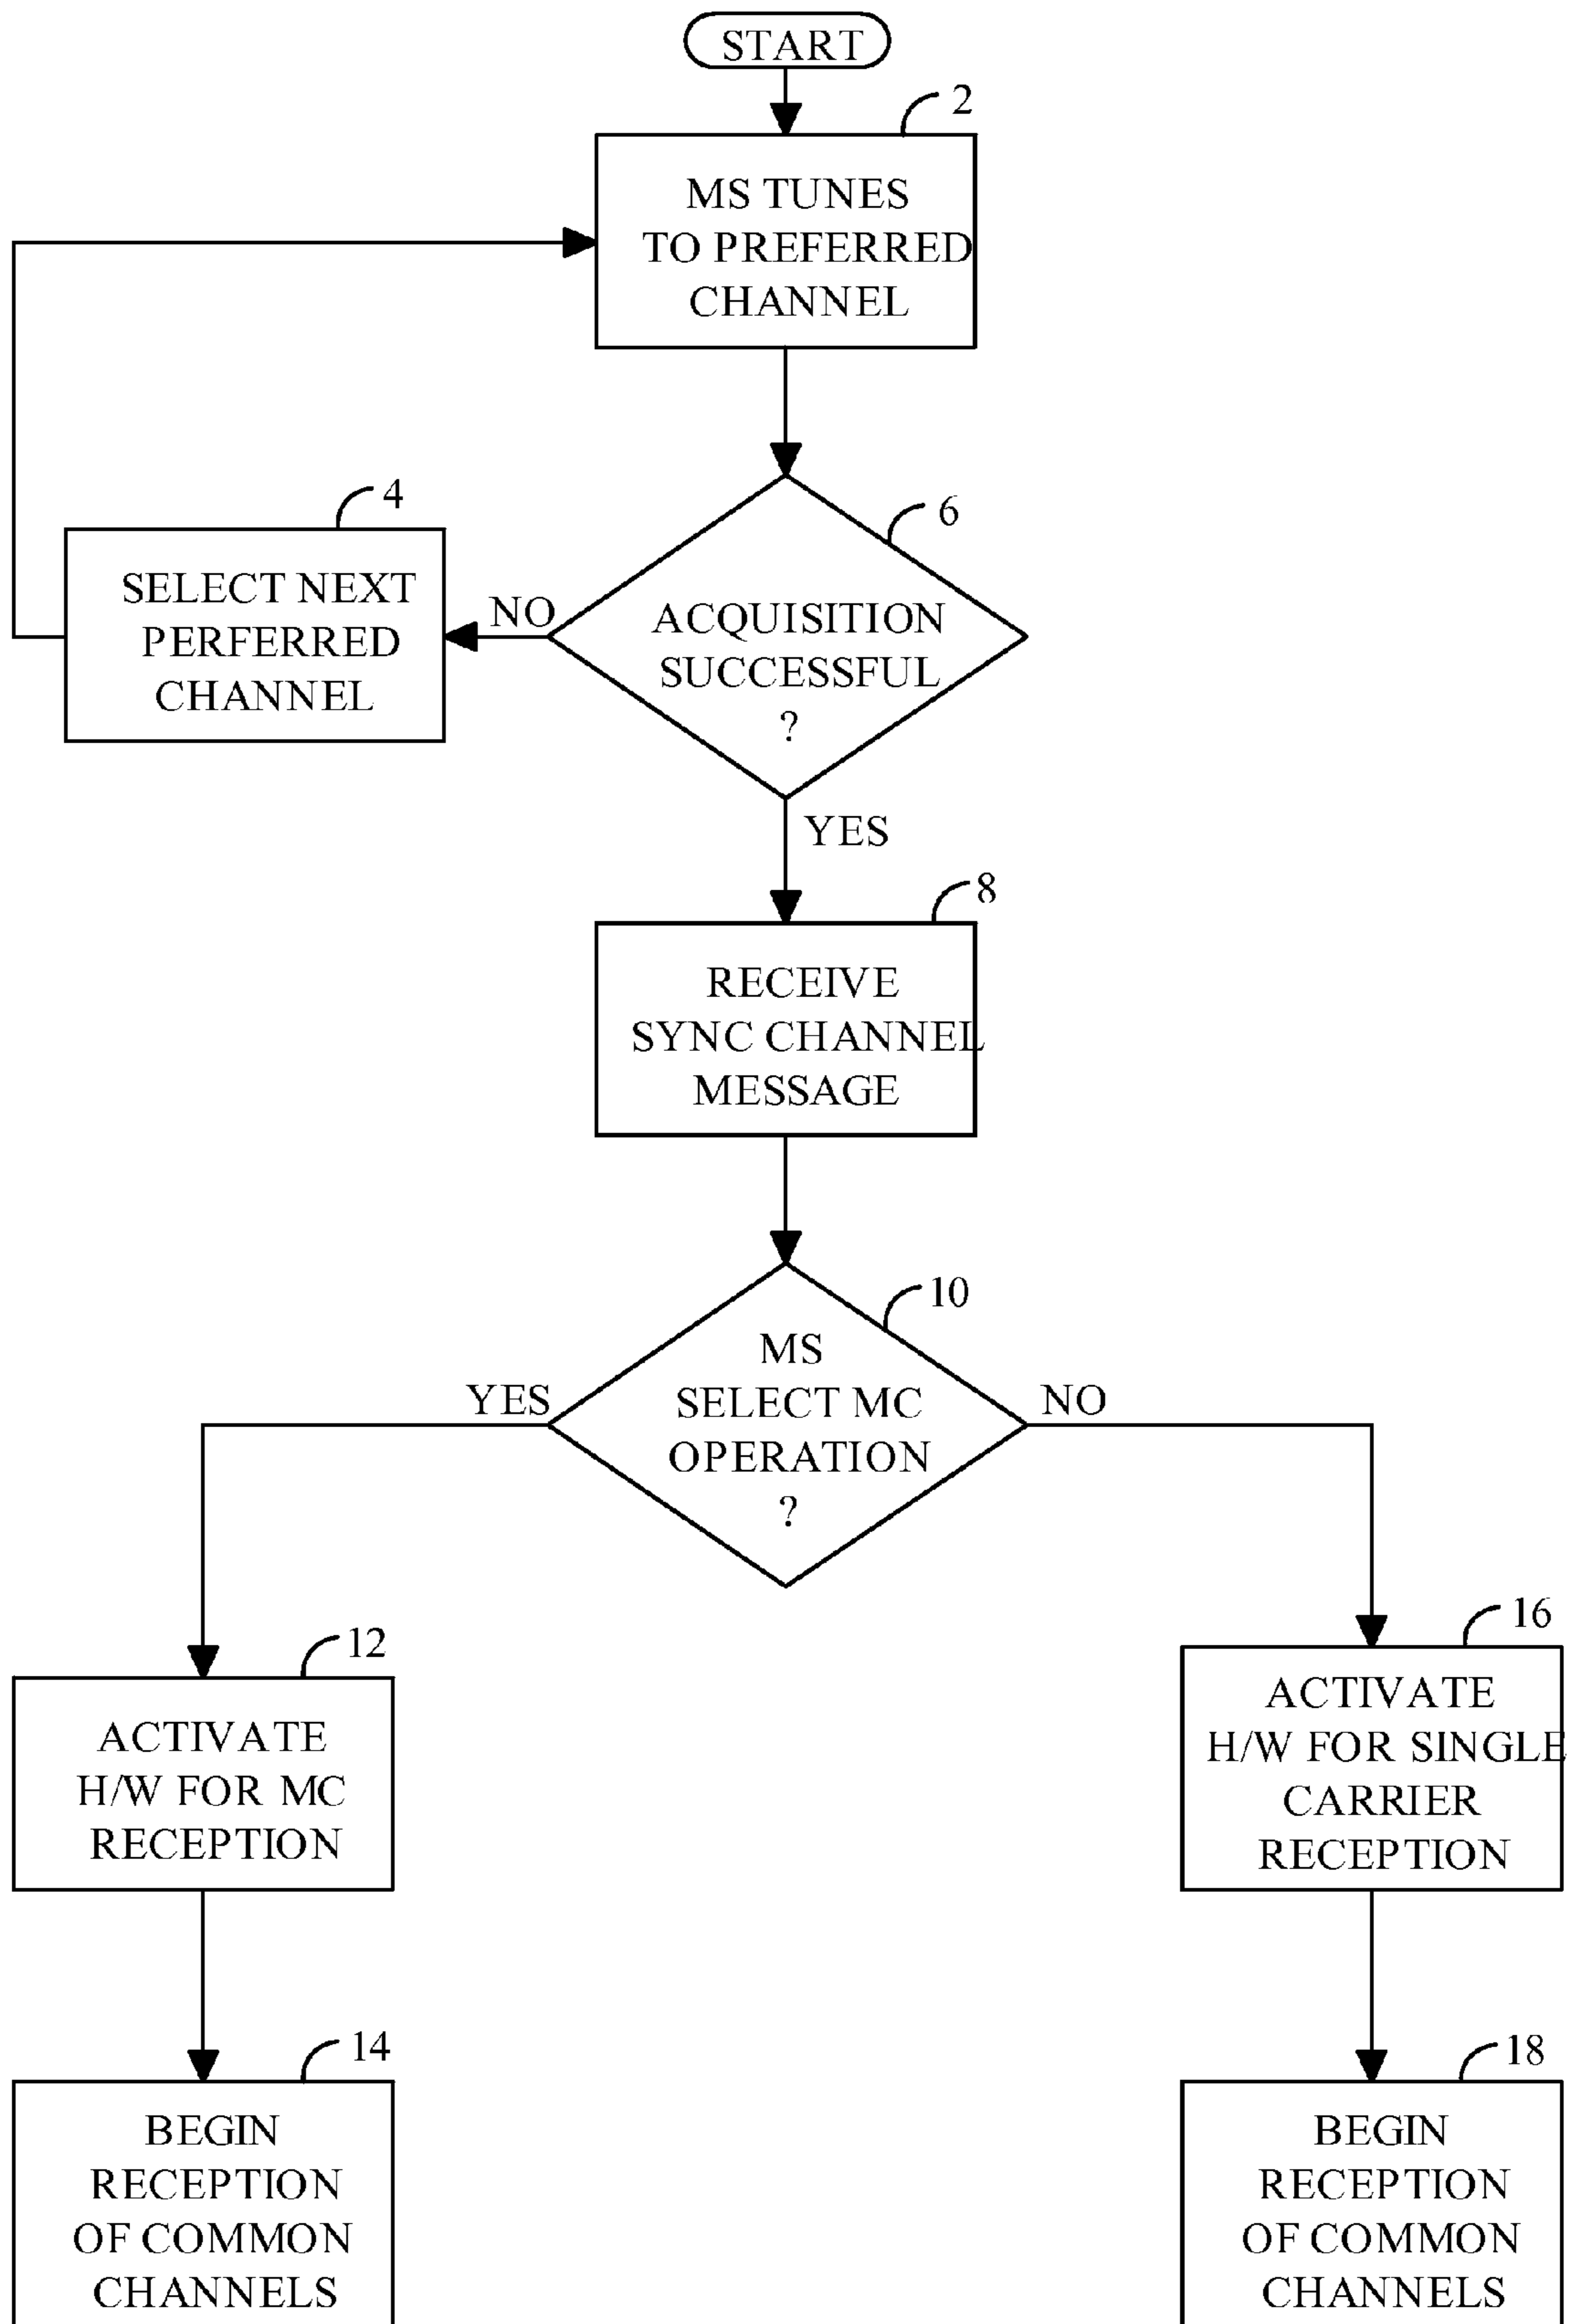 START
2
MS TUNES
TO PREFERRED
CHANNEL
4
SELECT NEXT
PERFERRED
CHANNEL
NO
6
ACQUISITION
SUCCESSFUL
?
YES
8
RECEIVE
SYNC CHANNEL
MESSAGE
10
MS
SELECT MC
OPERATION
?
YES
NO
12
ACTIVATE
H/W FOR MC
RECEPTION
16
ACTIVATE
H/W FOR SINGLE
CARRIER
RECEPTION
14
BEGIN
RECEPTION
OF COMMON
CHANNELS
18
BEGIN
RECEPTION
OF COMMON
CHANNELS